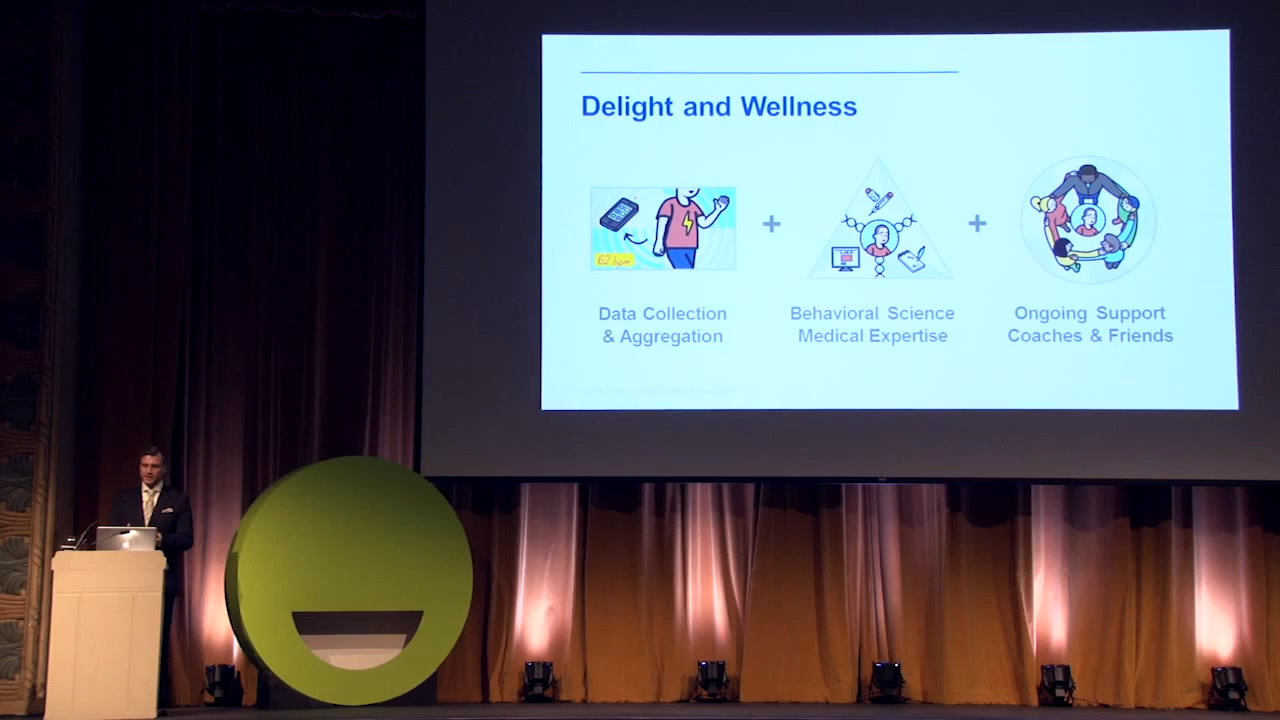 Delight and Wellness
62 bpm
+
+
Data Collection
& Aggregation
Behavioral Science
Medical Expertise
Ongoing Support
Coaches & Friends